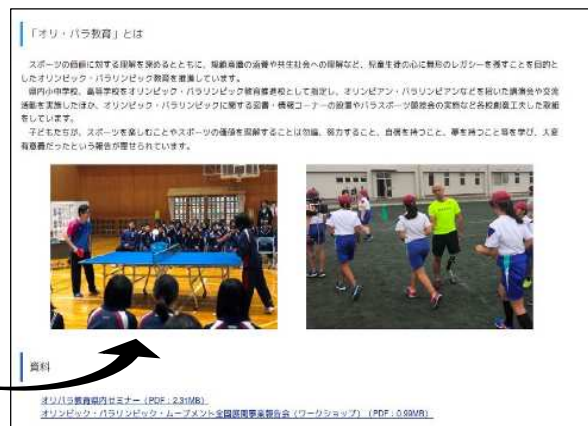 「オリ・パラ教育」とは
スポーツの価値に対する理解を深めるとともに、規範意識の涵養や共生社会への理解など、児童生徒の心に無形のレガシーを残すことを目的と
したオリンピック・パラリンピック教育を推進しています。
県内小中学校、高等学校をオリンピック・パラリンピック教育推進校として指定し、オリンピアン・パラリンピアンなどを招いた講演会や交流
活動を実施したほか、オリンピック・パラリンピックに関する図書・情報コーナーの設置やパラスポーツ競技会の実施など各校創意工夫した取組
をしています。
子どもたちが、スポーツを楽しむことやスポーツの価値を理解することは勿論、努力すること、自信を持つこと、夢を持つこと等を学び、大変
有意義だったという報告が寄せられています。
資料
オリパラ教育県内セミナー（PDF：2.31MB）
オリンピック・パラリンピック・ムーブメント全国展開事業報告会（ワークショップ）（PDF：0.99MB）